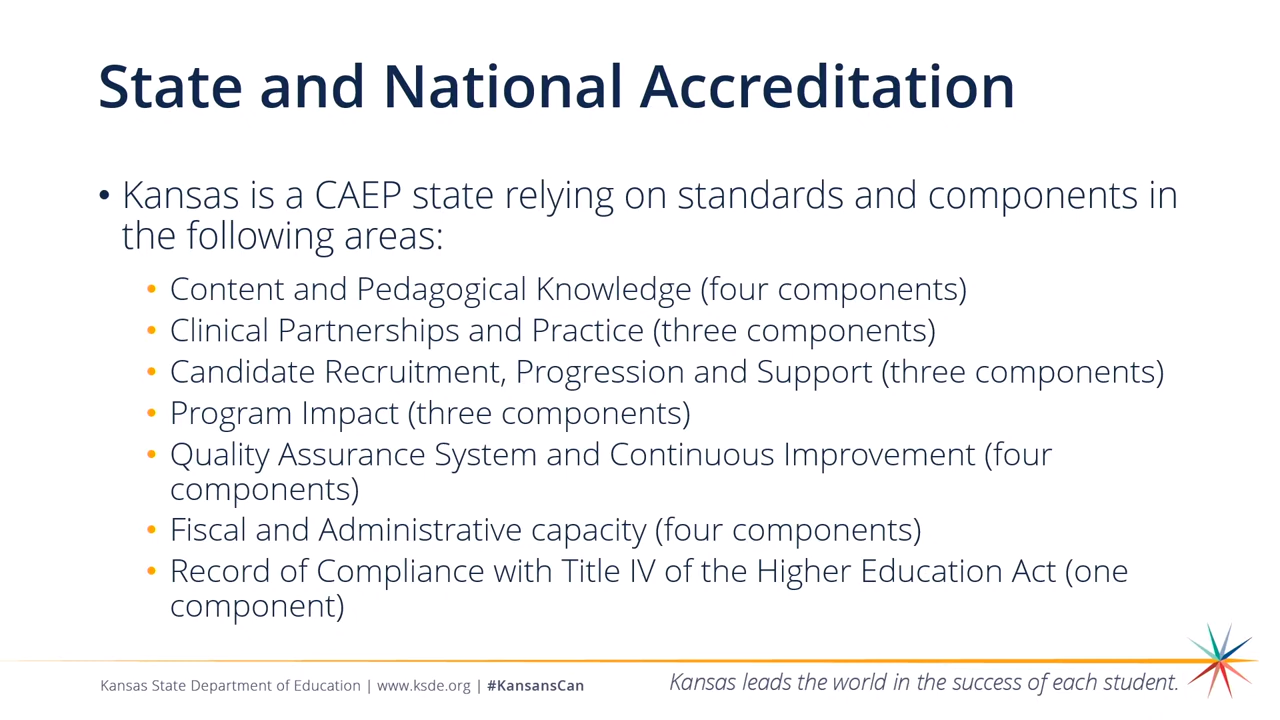 State and National Accreditation
• Kansas is a CAEP state relying on standards and components in
the following areas:
• Content and Pedagogical Knowledge (four components)
• Clinical Partnerships and Practice (three components)
• Candidate Recruitment, Progression and Support (three components)
• Program Impact (three components)
• Quality Assurance System and Continuous Improvement (four
components)
• Fiscal and Administrative capacity (four components)
• Record of Compliance with Title IV of the Higher Education Act (one
component)
Kansas State Department of Education | www.ksde.org | #KansansCan
Kansas leads the world in the success of each student.